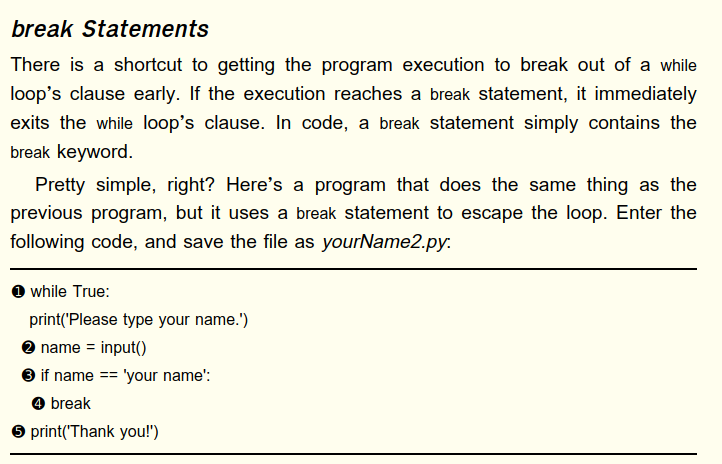 break Statements
There is a shortcut to getting the program execution to break out of a while
loop’s clause early. If the execution reaches a break statement, it immediately
exits the while loop’s clause. In code, a break statement simply contains the
break keyword.
Pretty simple, right? Here’s a program that does the same thing as the
previous program, but it uses a break statement to escape the loop. Enter the
following code, and save the file as yourName2.py:
❶ while True:
print('Please type your name.')
❷ name = input()
❸ if name == 'your name':
❹ break
❺ print('Thank you!')